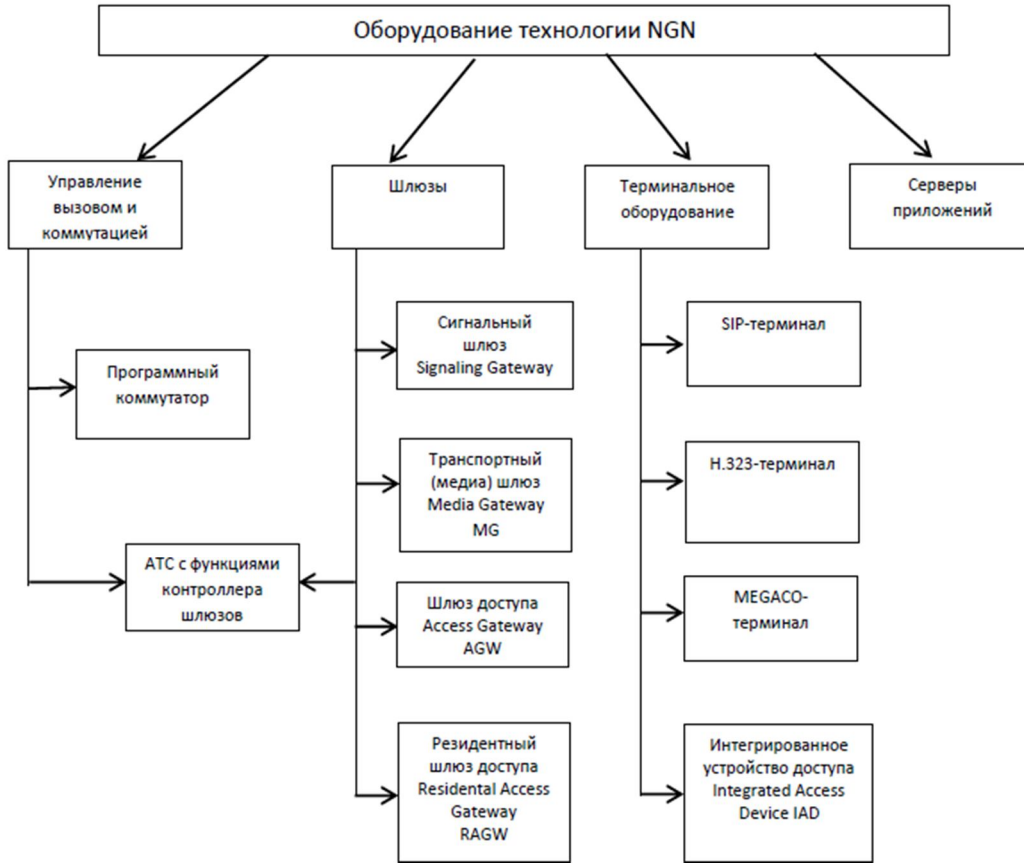 Оборудование технологии NGN
Управление
вызовом и
коммутацией
Шлюзы
Терминальное
оборудование
Серверы
приложений
Программный
коммутатор
АТС с функциями
контроллера
шлюзов
Сигнальный
шлюз
Signaling Gateway
Транспортный
(медиа) шлюз
Media Gateway
MG
Шлюз доступа
Access Gateway
AGW
Резидентный
шлюз доступа
Residental Access
Gateway
RAGW
SIP-терминал
H.323-терминал
MEGACO-
терминал
Интегрированное
устройство доступа
Integrated Access
Device IAD